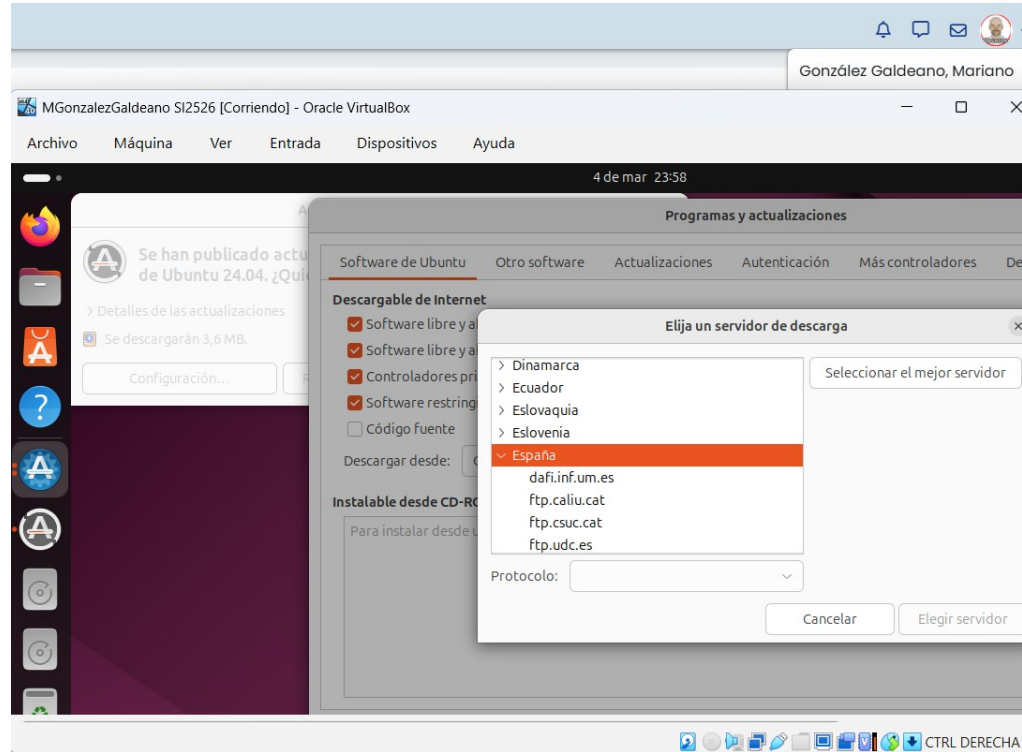 González Galdeano, Mariano
MGonzalezGaldeano SI2526 [Corriendo] - Oracle VirtualBox
Archivo Máquina Ver Entrada Dispositivos Ayuda
4 de mar 23:58
Programas y actualizaciones
Se han publicado actu
de Ubuntu 24.04. ¿Qui
Detalles de las actualizaciones
Se descargarán 3,6 MB.
Configuración...
Software de Ubuntu Otro software Actualizaciones Autenticación Más controladores De
Descargable de Internet
Software libre y a
Software libre y a
Controladores pri
Software restringi
Código fuente
Descargar desde:
Instalable desde CD-RO
Para instalar desde u
Elija un servidor de descarga
Dinamarca
Ecuador
Eslovaquia
Eslovenia
España
dafi.inf.um.es
ftp.caliu.cat
ftp.csuc.cat
ftp.udc.es
Seleccionar el mejor servidor
Protocolo:
Cancelar Elegir servidor
CTRL DERECHA